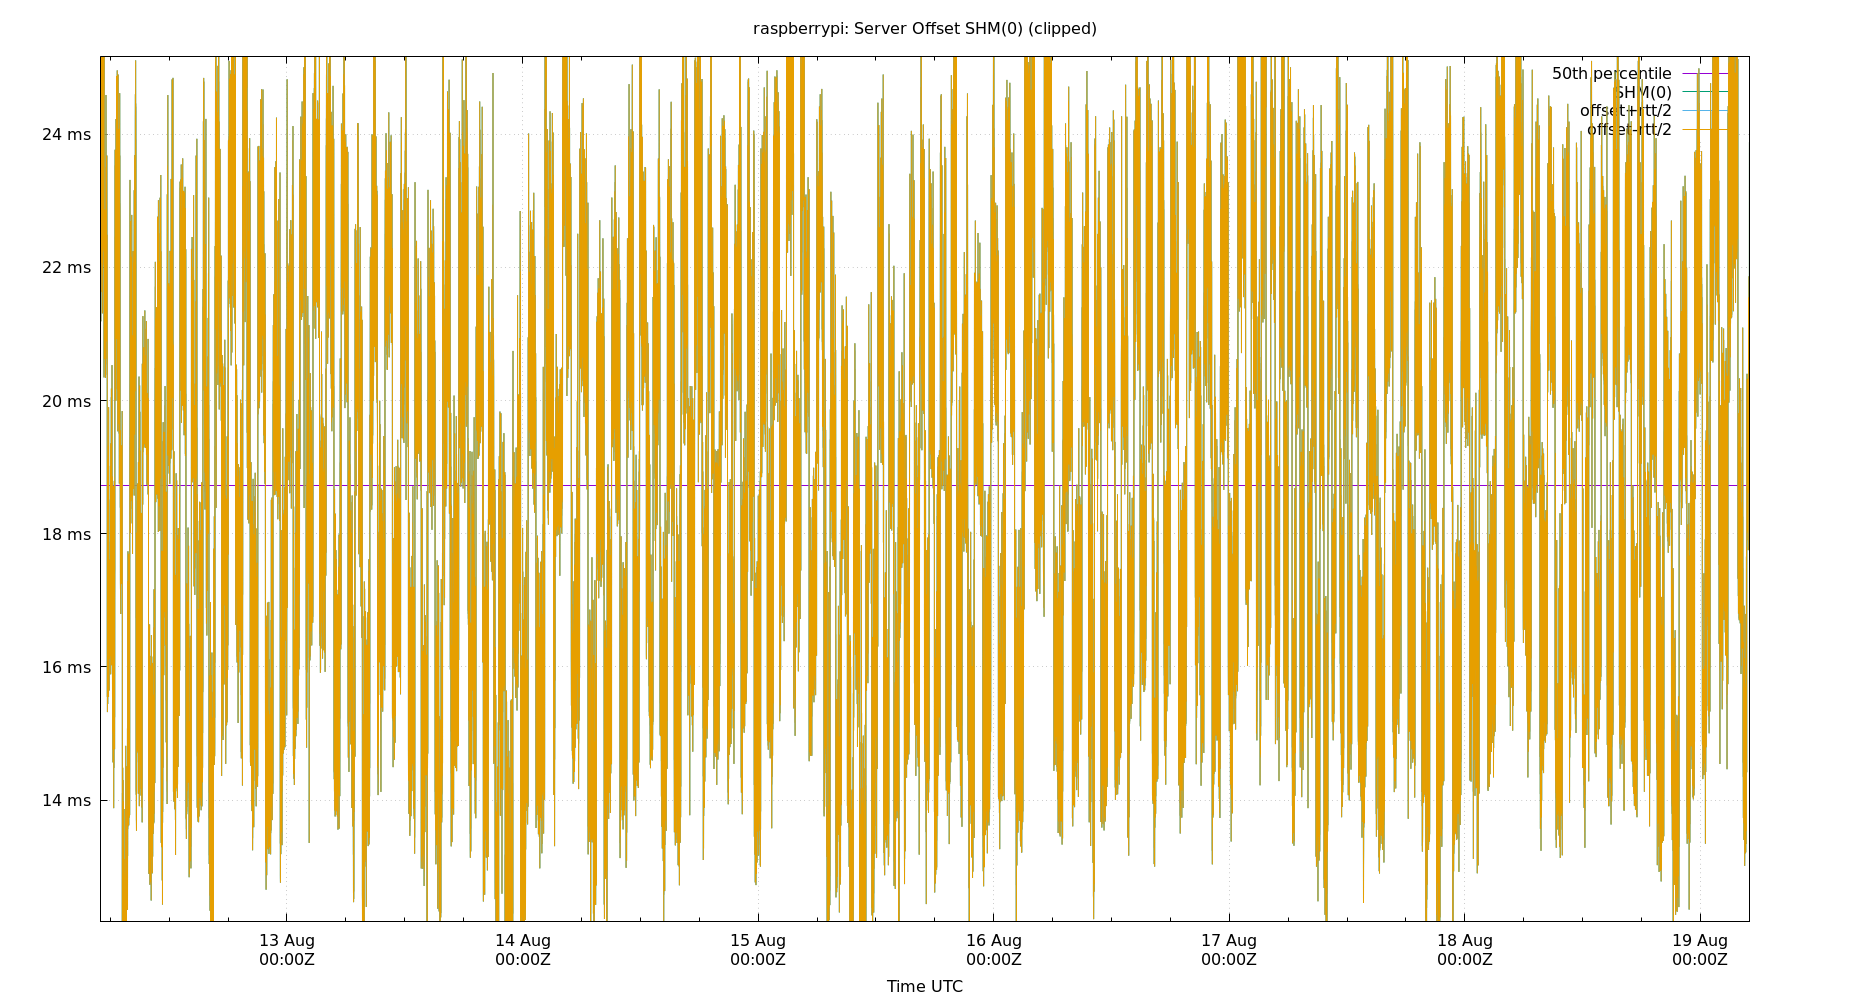 raspberrypi: Server Offset SHM(0) (clipped)
50th percentile
SHM(0)
offset+rtt/2
offset-rtt/2
24 ms
22 ms
20 ms
18 ms
16 ms
14 ms
13 Aug 14 Aug 15 Aug 16 Aug 17 Aug 18 Aug 19 Aug
00:00Z 00:00Z 00:00Z 00:00Z 00:00Z 00:00Z 00:00Z
Time UTC